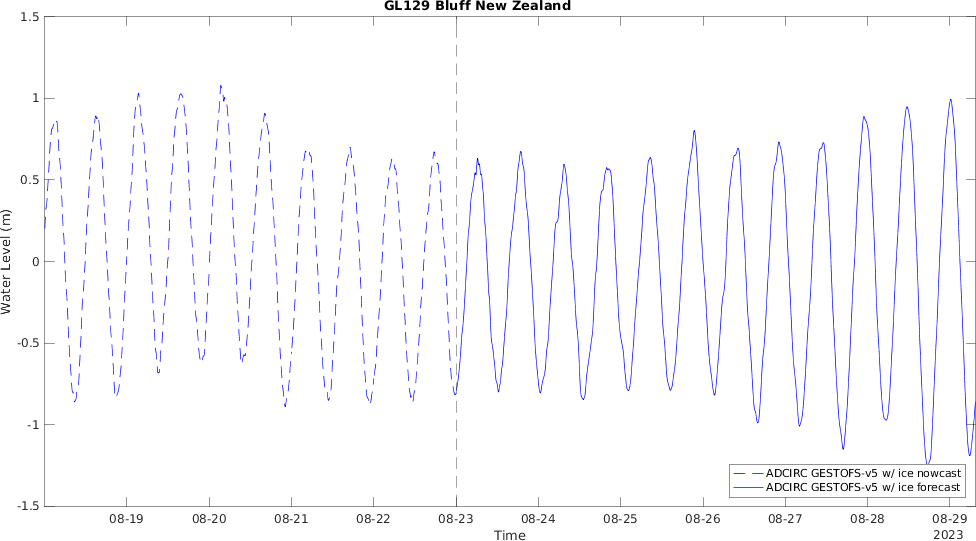 GL129 Bluff New Zealand
1.5
1
0.5
0
-0.5
-1
-1.5
Water Level (m)
ADCIRC GESTOFS-v5 w/ ice nowcast
ADCIRC GESTOFS-v5 w/ ice forecast
08-19 08-20 08-21 08-22 08-23 08-24 08-25 08-26 08-27 08-28 08-29
2023
Time